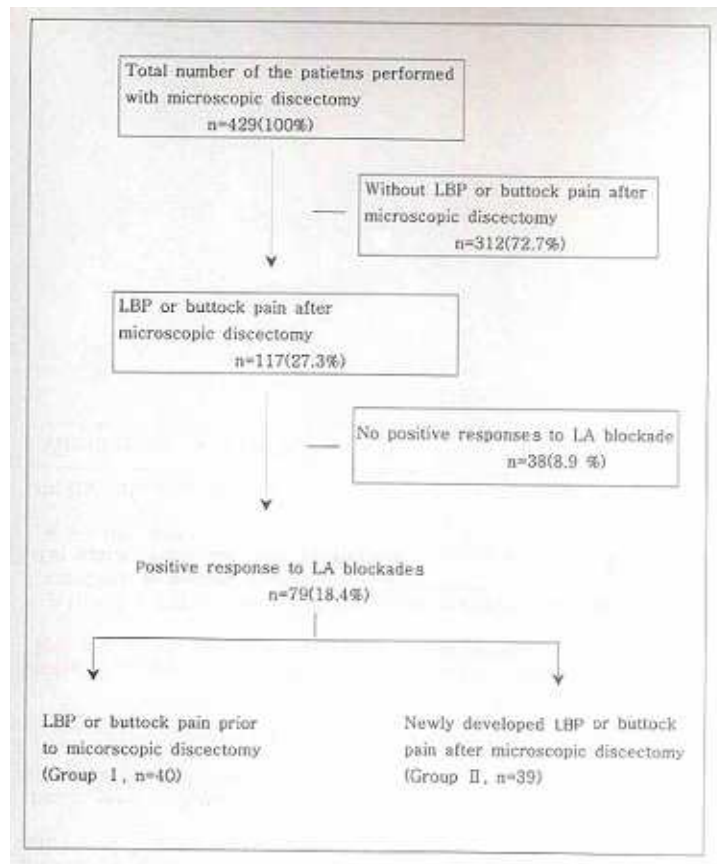 Total number of the patietns performed
with microscopic discectomy
n=429(100%)
Without LBP or buttock pain after
microscopic discectomy
n=312(72.7%)
LBP or buttock pain after
microscopic discectomy
n=117(27.3%)
No positive responses to LA blockade
n=38(8.9 %)
Positive response to LA blockades
n=79(18.4%)
LBP or buttock pain prior
to micorscopic discectomy
(Group Ⅰ, n=40)
Newly developed LBP or buttock
pain after microscopic discectomy
(Group Ⅱ, n=39)